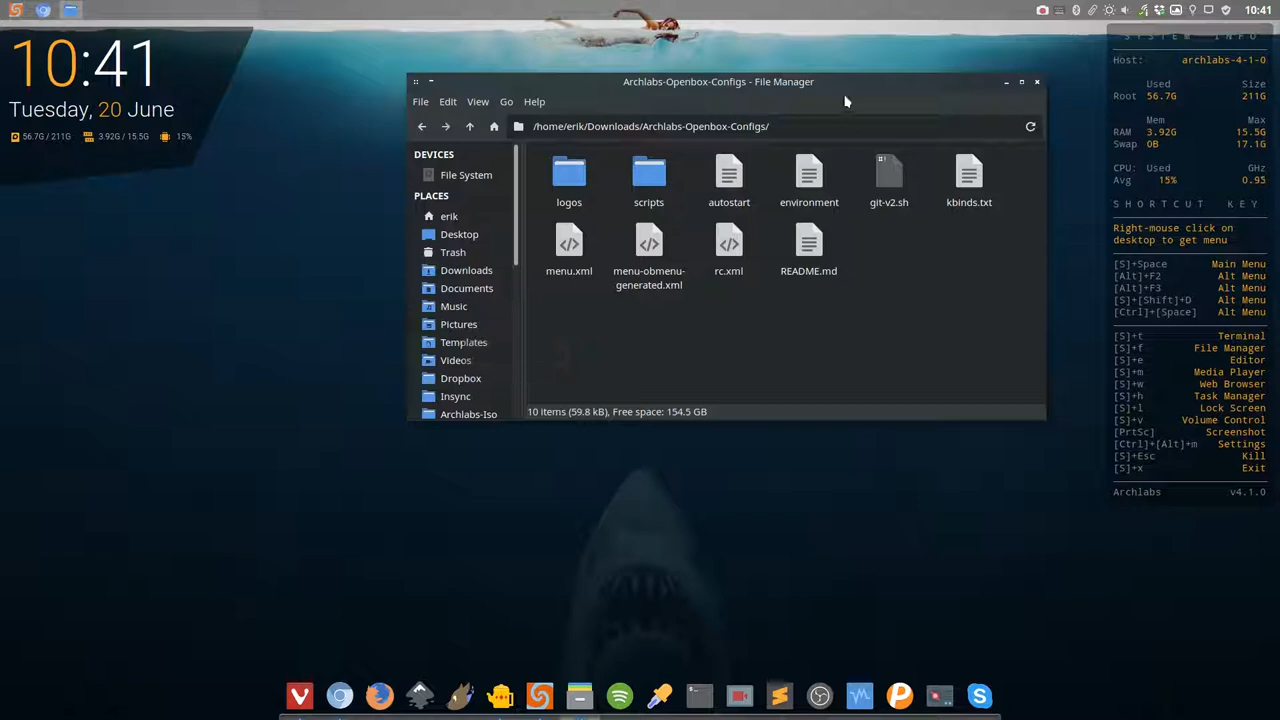 10:41
10:41
Tuesday, 20 June
56.7G / 211G 3.92G / 15.5G 15%
Archlabs-Openbox-Configs - File Manager
File Edit View Go Help
/home/erik/Downloads/Archlabs-Openbox-Configs/
DEVICES
File System
PLACES
erik
Desktop
Trash
Downloads
Documents
Music
Pictures
Templates
Videos
Dropbox
Insync
Archlabs-Iso
logos scripts autostart environment git-v2.sh kbinds.txt
menu.xml menu-obmenu-generated.xml rc.xml README.md
10 items (59.8 kB), Free space: 154.5 GB
SYSTEM INFO
Host: archlabs-4-1-0
Used Size
Root 56.7G 211G
Mem Max
RAM 3.92G 15.5G
Swap 0B 17.1G
CPU: Used GHz
Avg 15% 0.95
SHORTCUT KEY
Right-mouse click on
desktop to get menu
[S]+Space Main Menu
[Alt]+F2 Alt Menu
[Alt]+F3 Alt Menu
[S]+[Shift]+D Alt Menu
[Ctrl]+[Space] Alt Menu
[S]+t Terminal
[S]+f File Manager
[S]+e Editor
[S]+m Media Player
[S]+w Web Browser
[S]+h Task Manager
[S]+l Lock Screen
[S]+v Volume Control
[PrtSc] Screenshot
[Ctrl]+[Alt]+m Settings
[S]+Esc Kill
[S]+x Exit
Archlabs v4.1.0